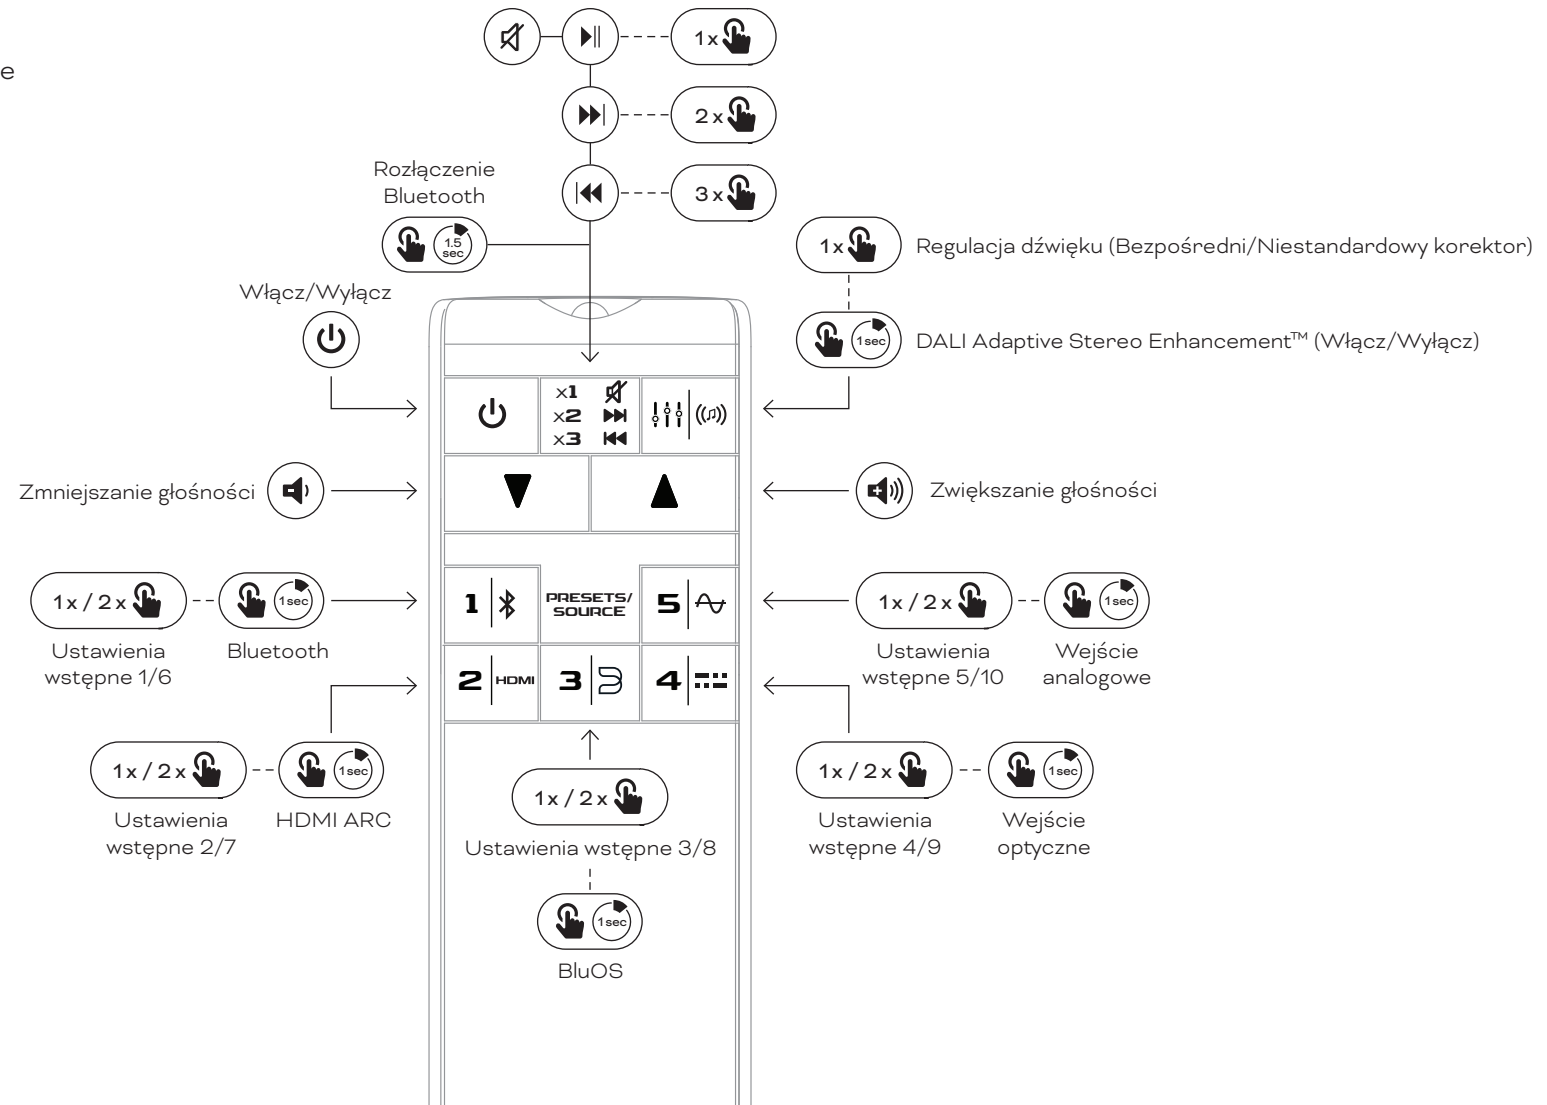 e
1x
2x
3x
Rozłączenie
Bluetooth
1.5
sec
1x
Regulacja dźwięku (Bezpośredni/Niestandardowy korektor)
Włącz/Wyłącz
1sec
DALI Adaptive Stereo Enhancement™ (Włącz/Wyłącz)
x1
x2
x3
Zmniejszanie głośności
Zwiększanie głośności
1x / 2x
1sec
1
PRESETS/
SOURCE
5
1x / 2x
1sec
Ustawienia
wstępne 1/6
Bluetooth
Ustawienia
wstępne 5/10
Wejście
analogowe
2
HDMI
3
4
1x / 2x
1sec
1x / 2x
1x / 2x
1sec
Ustawienia
wstępne 2/7
HDMI ARC
Ustawienia wstępne 3/8
Ustawienia
wstępne 4/9
Wejście
optyczne
1sec
BluOS